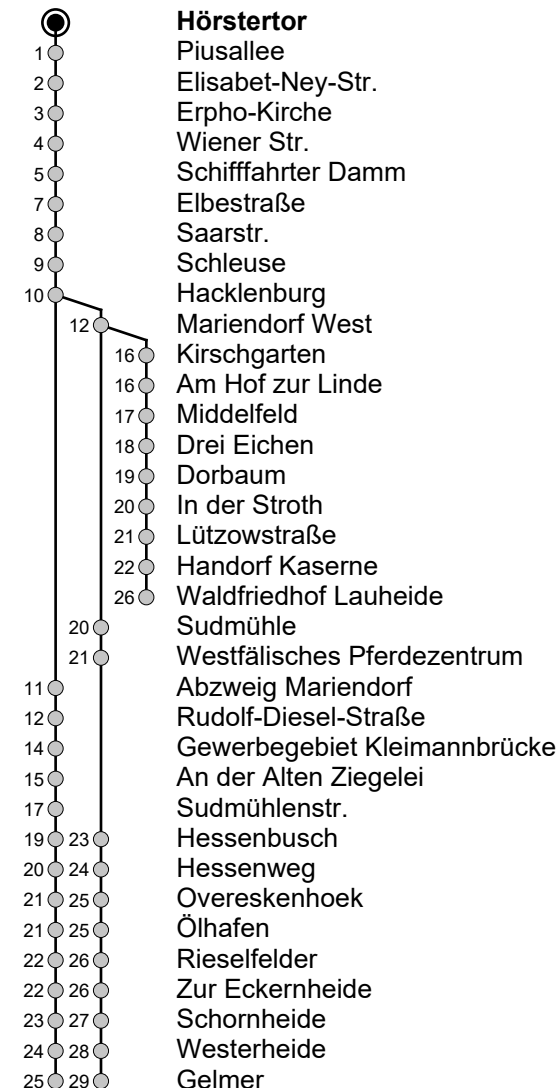 Hörstertor
1 Piusallee
2 Elisabet-Ney-Str.
3 Erpho-Kirche
4 Wiener Str.
5 Schifffahrter Damm
7 Elbestraße
8 Saarstr.
9 Schleuse
10 Hacklenburg
12 Mariendorf West
16 Kirschgarten
16 Am Hof zur Linde
17 Middelfeld
18 Drei Eichen
19 Dorbaum
20 In der Stroth
21 Lützowstraße
22 Handorf Kaserne
26 Waldfriedhof Lauheide
20 Sudmühle
21 Westfälisches Pferdezentrum
11 Abzweig Mariendorf
12 Rudolf-Diesel-Straße
14 Gewerbegebiet Kleimannbrücke
15 An der Alten Ziegelei
17 Sudmühlenstr.
19 23 Hessenbusch
20 24 Hessenweg
21 25 Overeskenhoek
21 25 Ölhafen
22 26 Rieselfelder
22 26 Zur Eckernheide
23 27 Schornheide
24 28 Westerheide
25 29 Gelmer